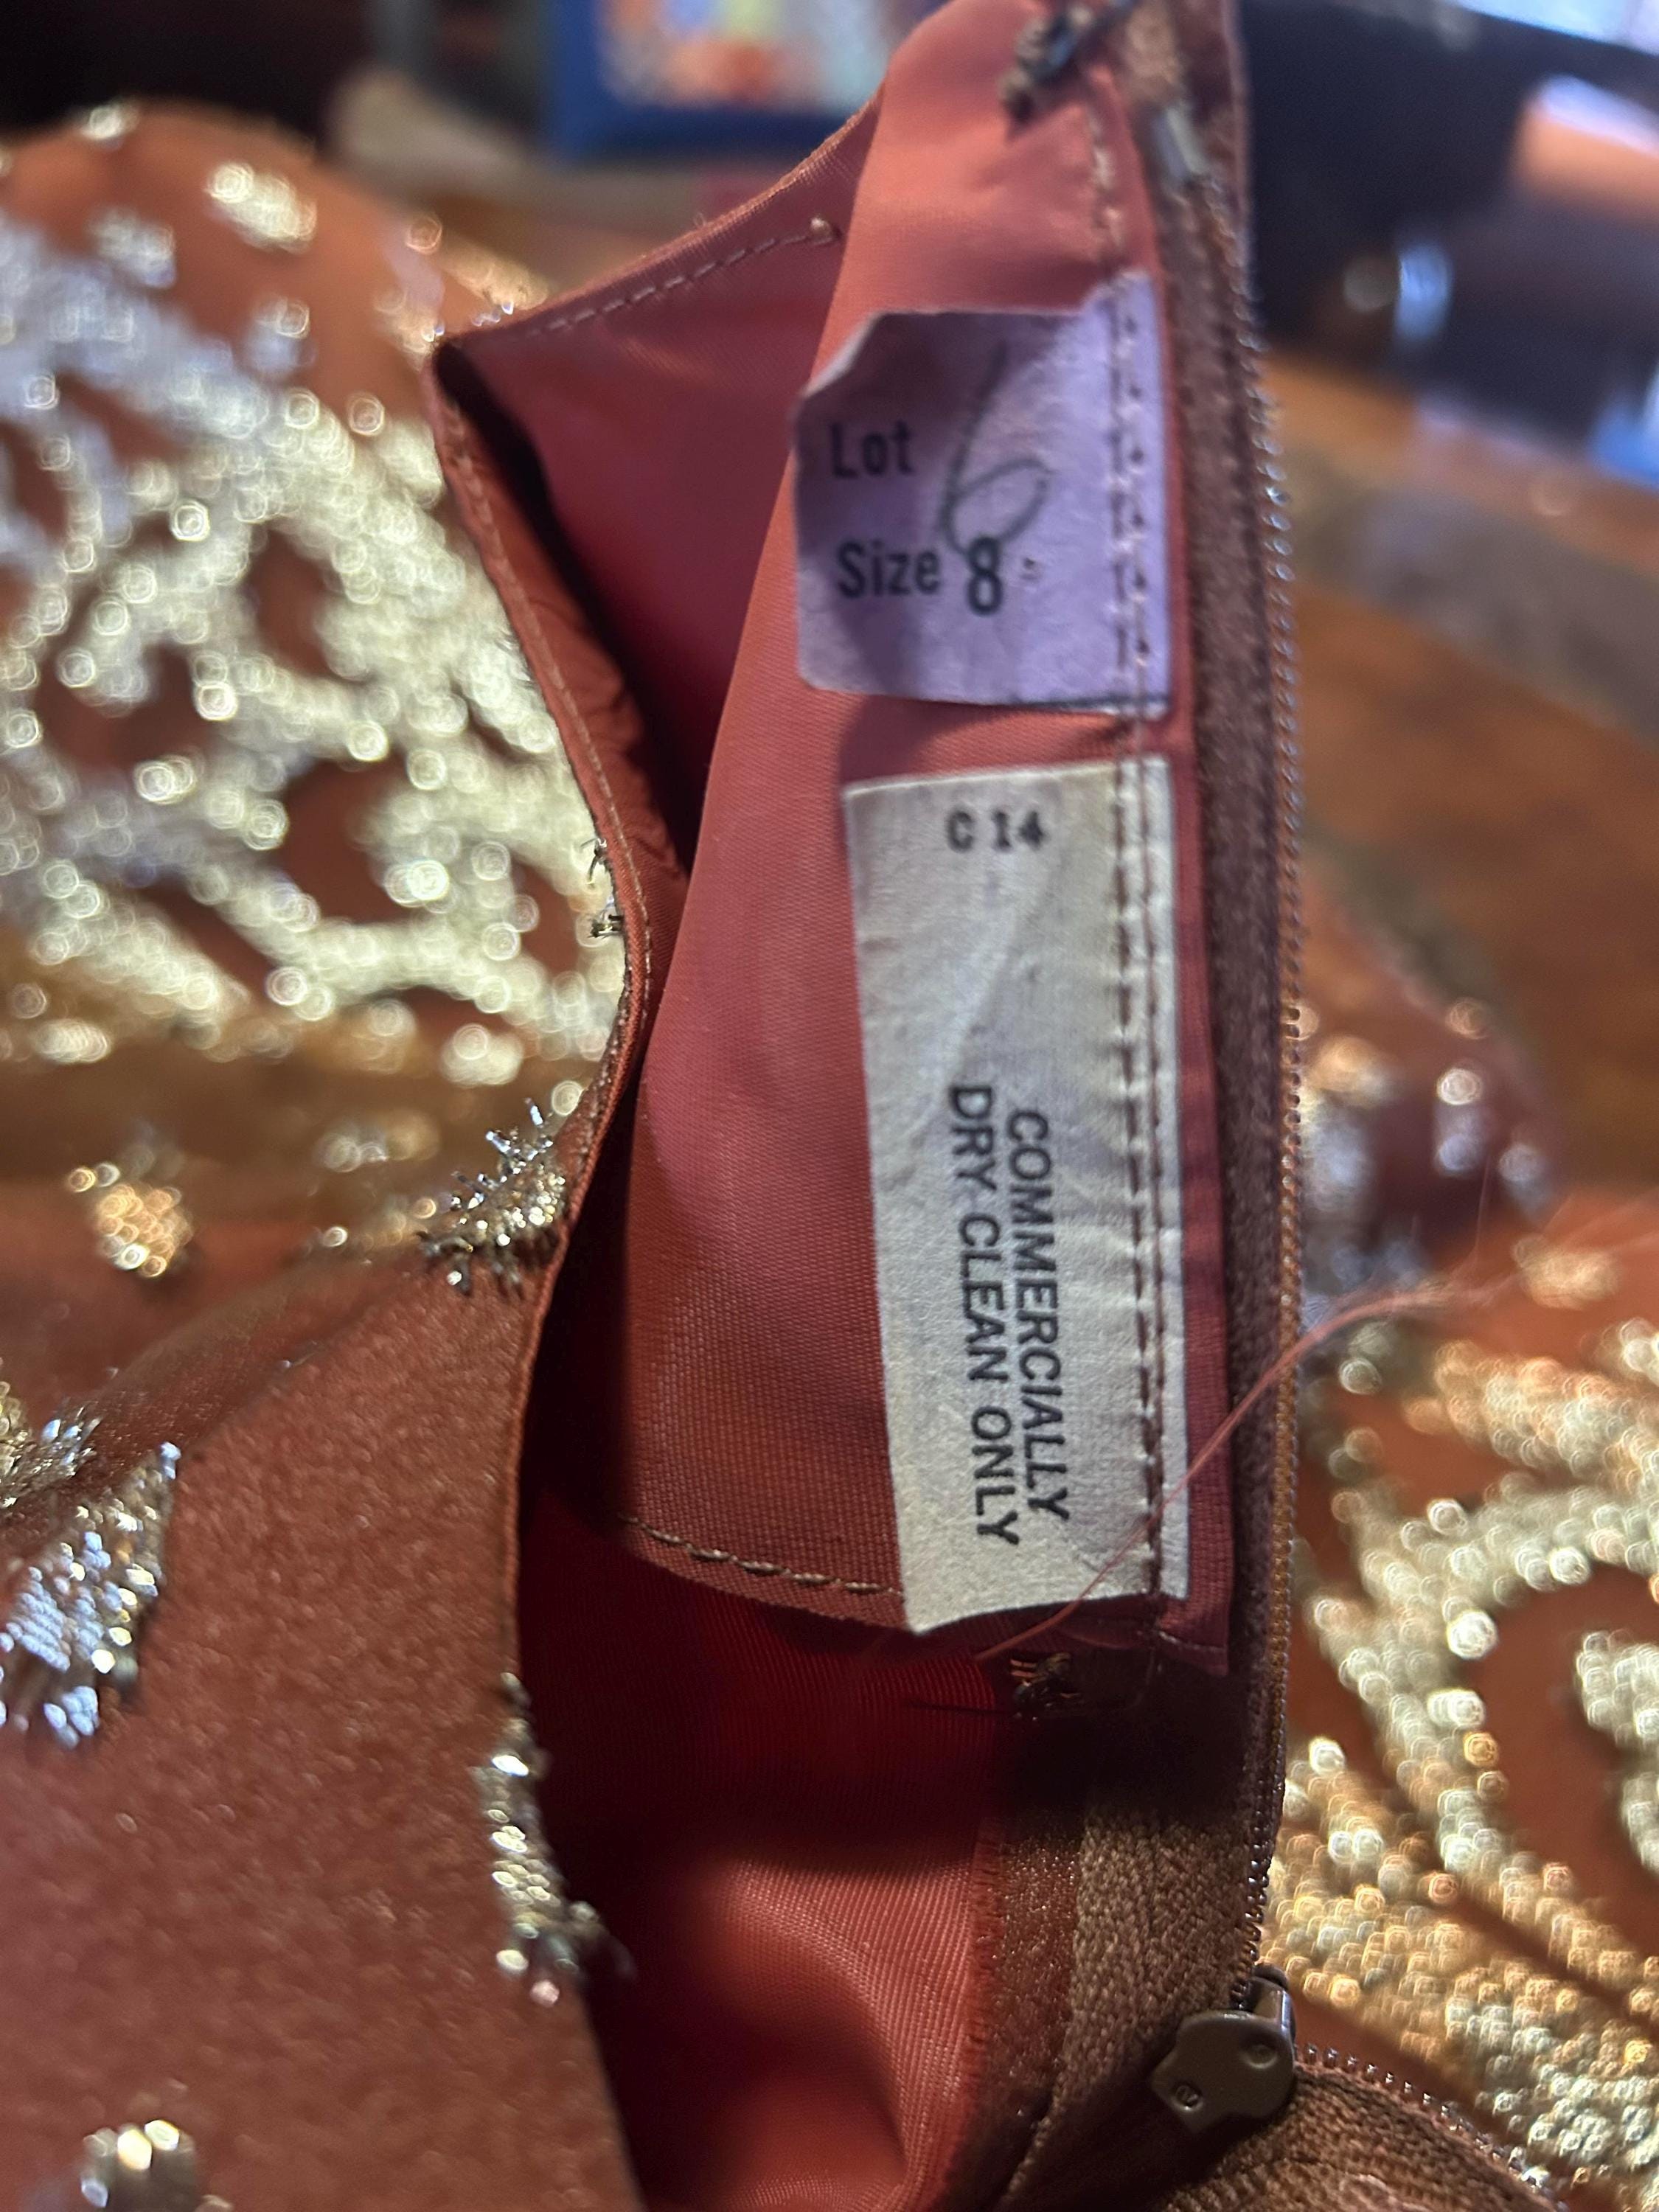 Lot 6
Size 8
C 14
COMMERCIALLY
DRY CLEAN ONLY